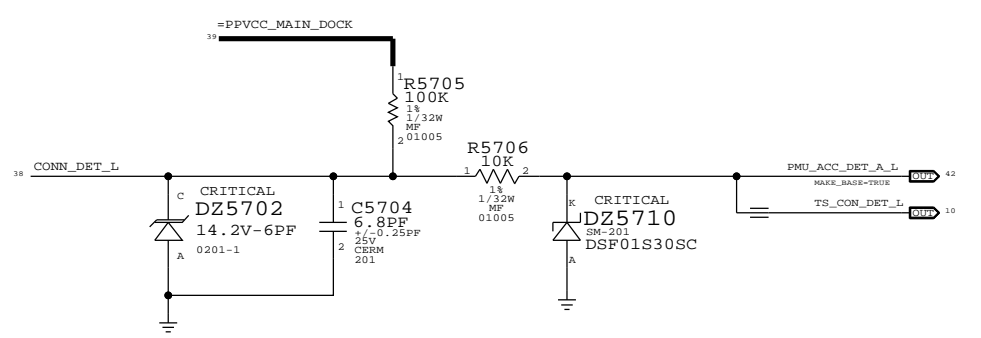 =PPVCC_MAIN_DOCK
39
1
R5705
100K
1%
1/32W
MF
01005
2
38
CONN_DET_L
R5706
10K
1
2
1%
1/32W
MF
01005
PMU_ACC_DET_A_L
OUT
42
MAKE_BASE=TRUE
TS_CON_DET_L
OUT
10
C
CRITICAL
DZ5702
14.2V-6PF
0201-1
A
1
C5704
6.8PF
+/-0.25PF
25V
CERM
201
2
K
CRITICAL
DZ5710
SM-201
DSF01S30SC
A